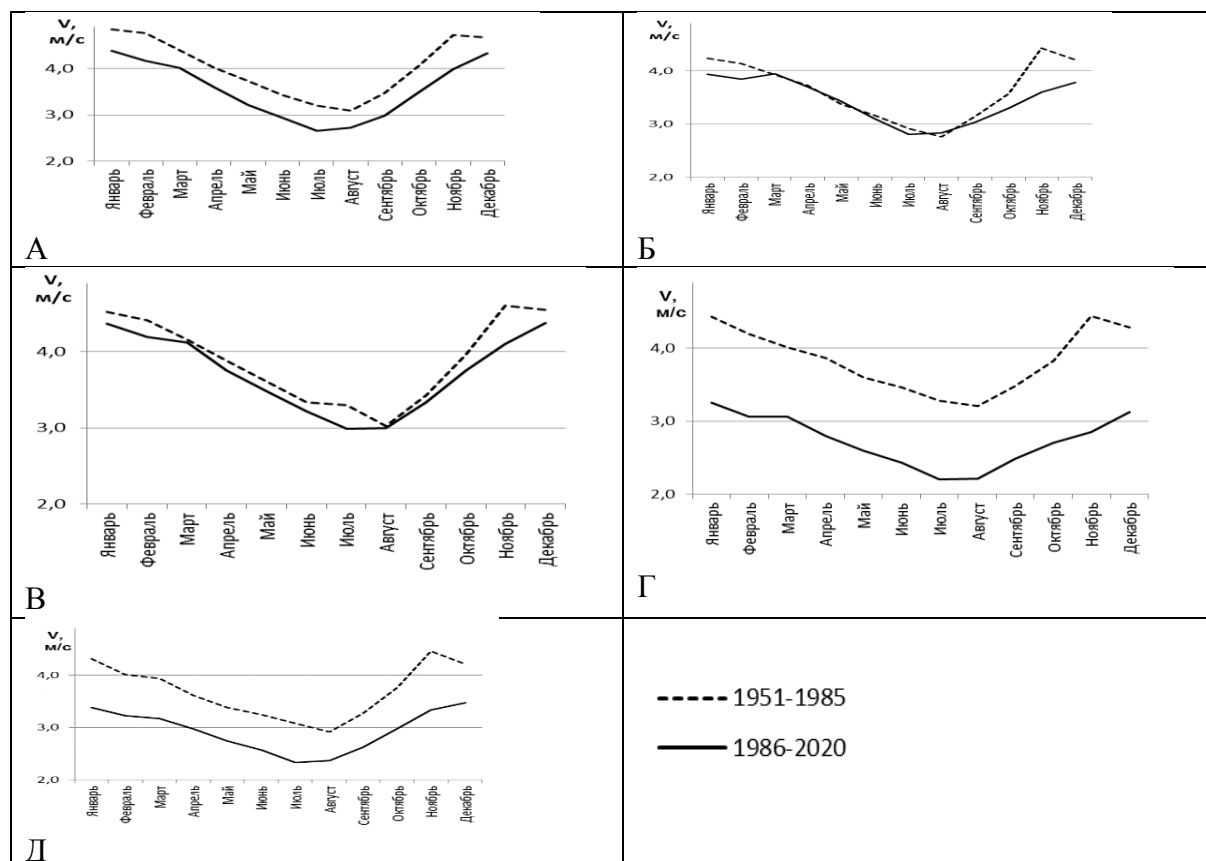 V,
м/с
4,0
3,0
2,0
Январь
Февраль
Март
Апрель
Май
Июнь
Июль
Август
Сентябрь
Октябрь
Ноябрь
Декабрь
А
V,
м/с
4,0
3,0
2,0
Январь
Февраль
Март
Апрель
Май
Июнь
Июль
Август
Сентябрь
Октябрь
Ноябрь
Декабрь
Б
V,
м/с
4,0
3,0
2,0
Январь
Февраль
Март
Апрель
Май
Июнь
Июль
Август
Сентябрь
Октябрь
Ноябрь
Декабрь
В
V,
м/с
4,0
3,0
2,0
Январь
Февраль
Март
Апрель
Май
Июнь
Июль
Август
Сентябрь
Октябрь
Ноябрь
Декабрь
Г
V,
м/с
4,0
3,0
2,0
Январь
Февраль
Март
Апрель
Май
Июнь
Июль
Август
Сентябрь
Октябрь
Ноябрь
Декабрь
Д
1951-1985
1986-2020